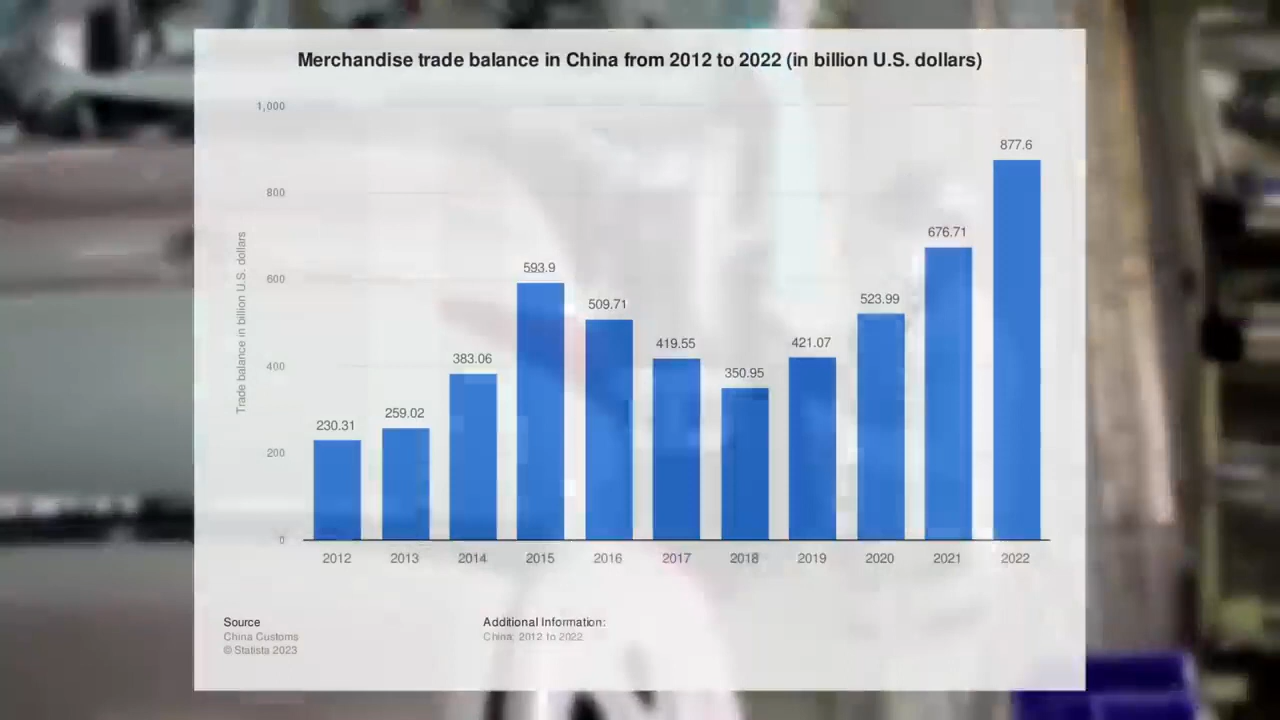 Merchandise trade balance in China from 2012 to 2022 (in billion U.S. dollars)
1,000
800
600
400
200
0
Trade balance in billion U.S. dollars
230.31
259.02
383.06
593.9
509.71
419.55
350.95
421.07
523.99
676.71
877.6
2012 2013 2014 2015 2016 2017 2018 2019 2020 2021 2022
Source
China Customs
© Statista 2023
Additional Information:
China: 2012 to 2022